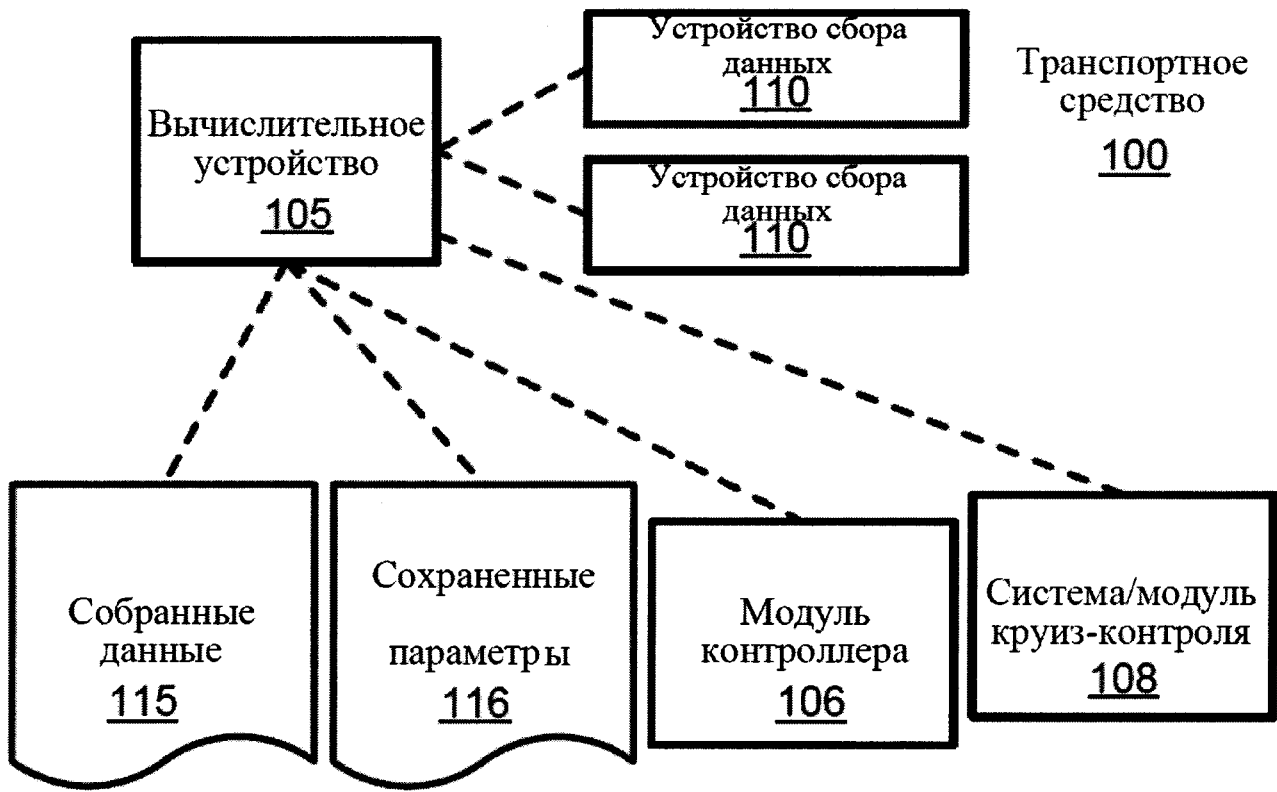 Вычислительное
устройство
105
Устройство сбора
данных
110
Устройство сбора
данных
110
Транспортное
средство
100
Собранные
данные
115
Сохраненные
параметры
116
Модуль
контроллера
106
Система/модуль
круиз-контроля
108